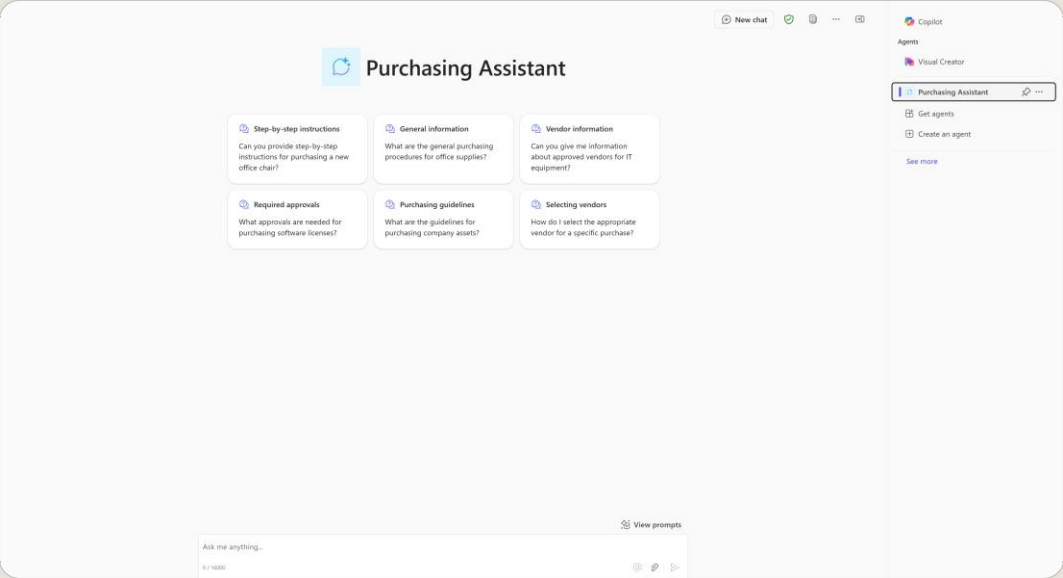 New chat
Purchasing Assistant
Step-by-step instructions
Can you provide step-by-step
instructions for purchasing a new
office chair?
General information
What are the general purchasing
procedures for office supplies?
Vendor information
Can you give me information
about approved vendors for IT
equipment?
Required approvals
What approvals are needed for
purchasing software licenses?
Purchasing guidelines
What are the guidelines for
purchasing company assets?
Selecting vendors
How do I select the appropriate
vendor for a specific purchase?
View prompts
Ask me anything...
0 / 16000
Copilot
Agents
Visual Creator
Purchasing Assistant
Get agents
Create an agent
See more